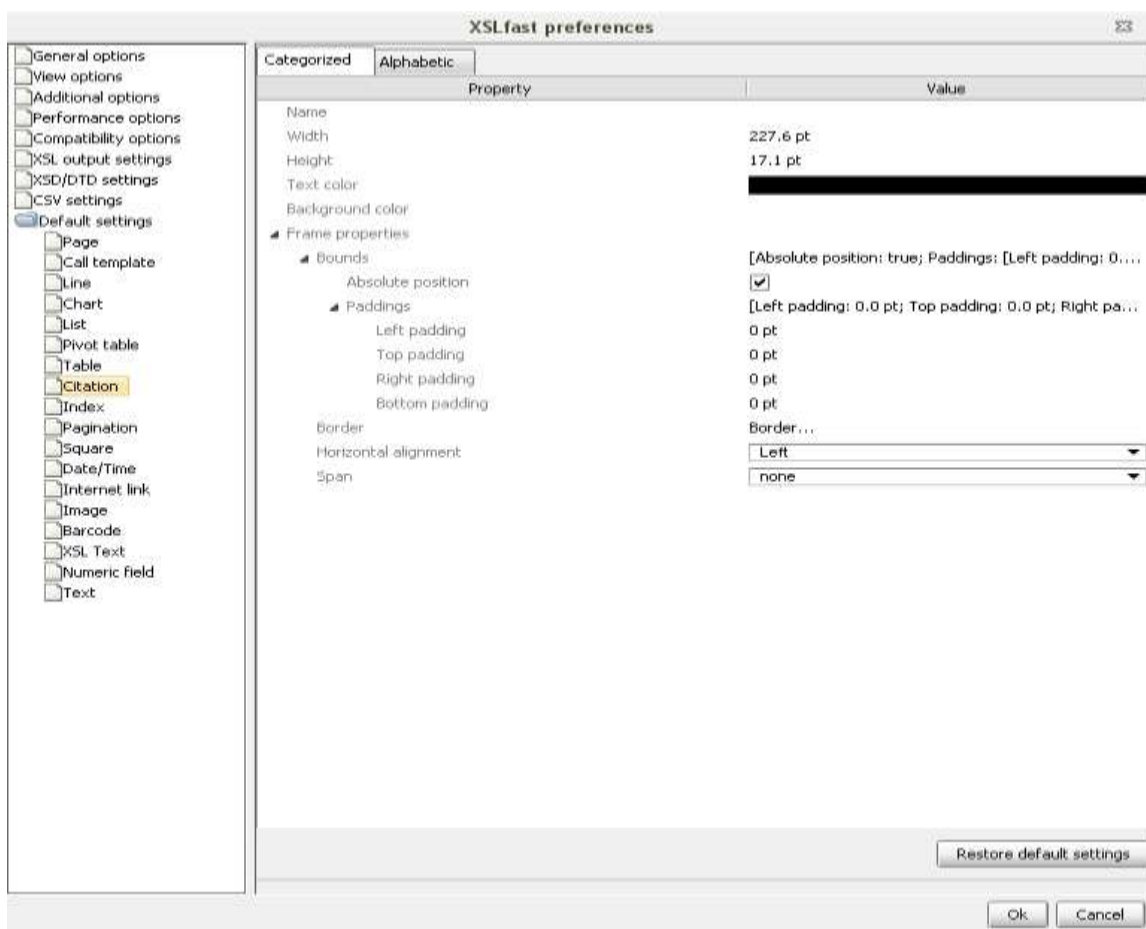 XSLfast preferences
General options
View options
Additional options
Performance options
Compatibility options
XSL output settings
XSD/DTD settings
CSV settings
Default settings
Page
Call template
Line
Chart
List
Pivot table
Table
Citation
Index
Pagination
Square
Date/Time
Internet link
Image
Barcode
XSL Text
Numeric field
Text
Categorized Alphabetic
Property Value
Name
Width 227.6 pt
Height 17.1 pt
Text color
Background color
Frame properties
Bounds [Absolute position: true; Paddings: [Left padding: 0....
Absolute position
Paddings [Left padding: 0.0 pt; Top padding: 0.0 pt; Right pa...
Left padding 0 pt
Top padding 0 pt
Right padding 0 pt
Bottom padding 0 pt
Border Border...
Horizontal alignment Left
Span none
Restore default settings
Ok Cancel